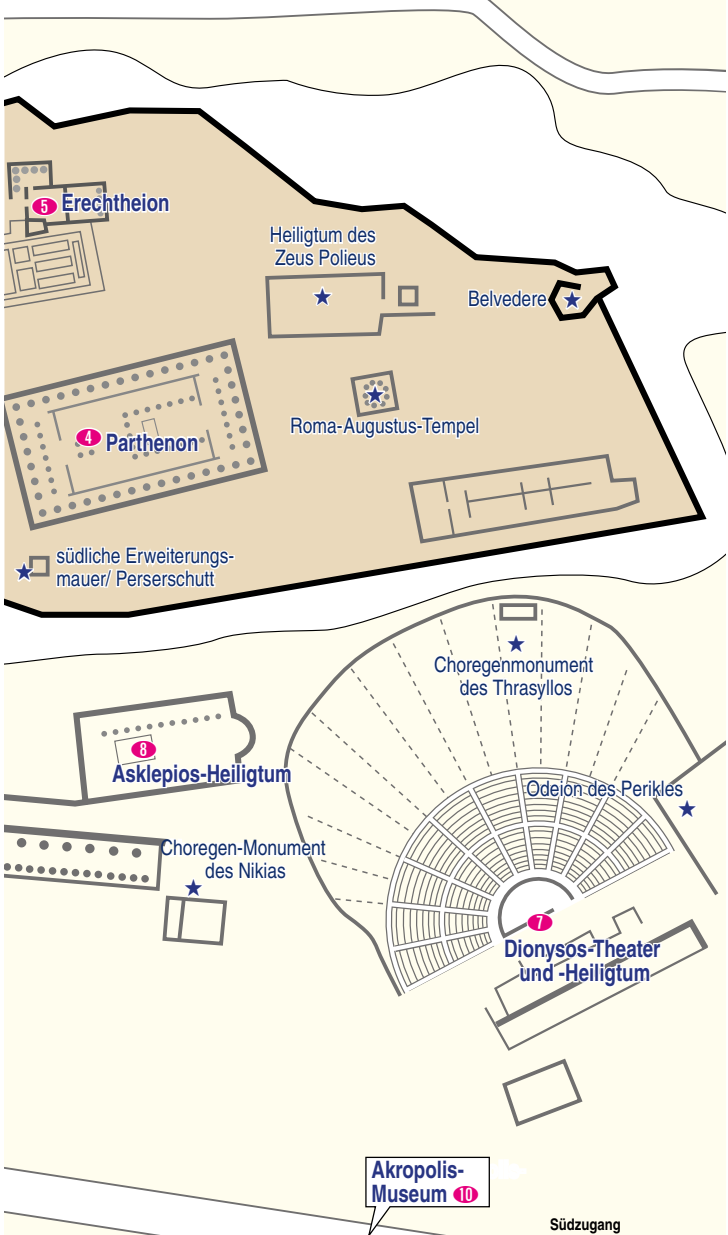 5 Erechtheion
Heiligtum des
Zeus Polieus
Belvedere
Roma-Augustus-Tempel
4 Parthenon
südliche Erweiterungs-
mauer/ Perserschutt
Choregenmonument
des Thrasyllos
8
Asklepios-Heiligtum
Odeion des Perikles
Choregen-Monument
des Nikias
7
Dionysos-Theater
und -Heiligtum
Akropolis-
Museum 10
Südzugang